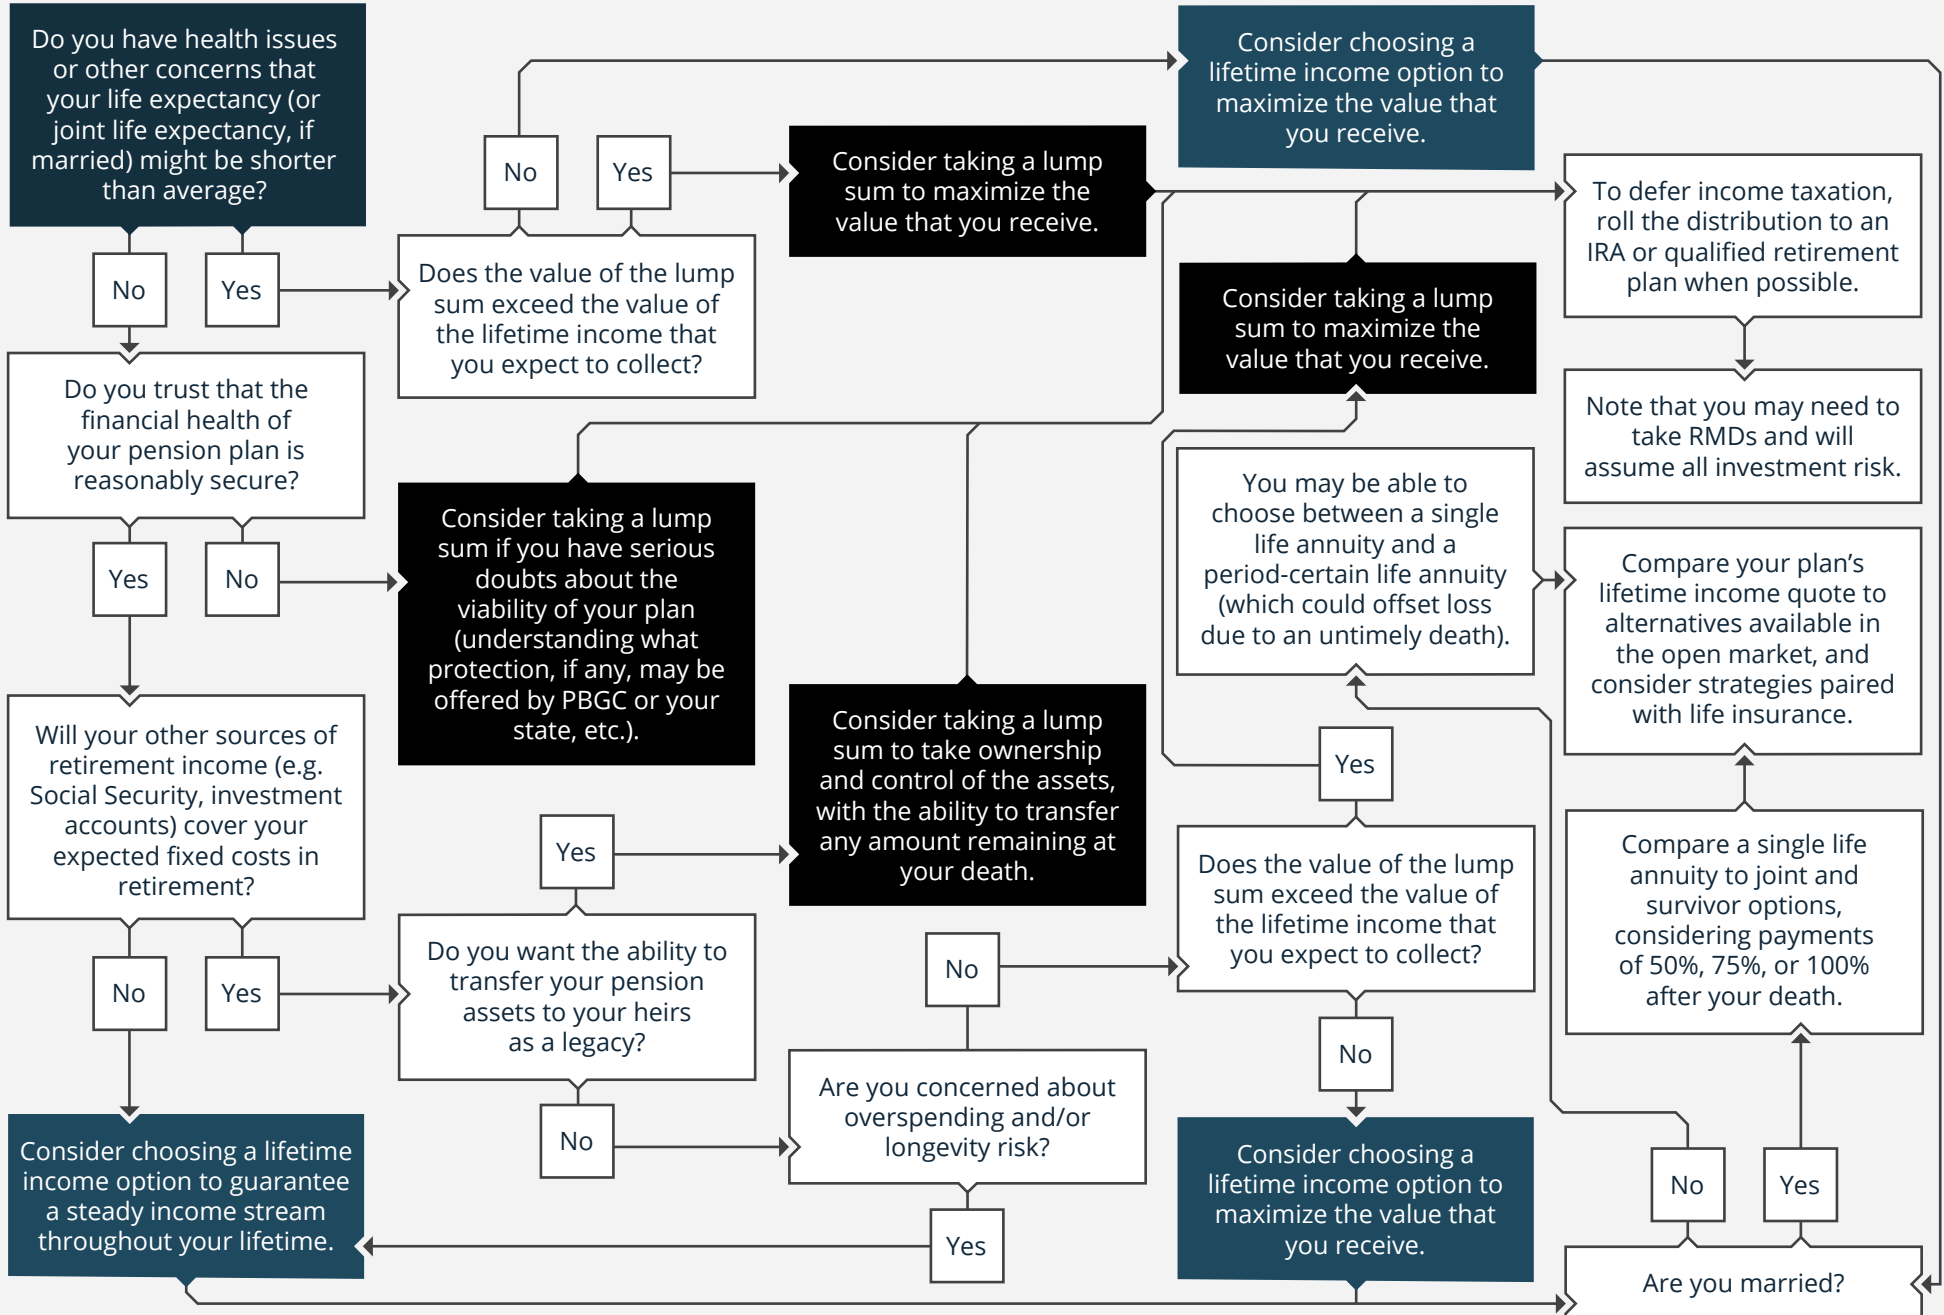 Do you have health issues
or other concerns that
your life expectancy (or
joint life expectancy, if
married) might be shorter
than average?
No
Yes
Does the value of the lump
sum exceed the value of
the lifetime income that
you expect to collect?
No
Yes
Consider taking a lump
sum to maximize the
value that you receive.
Consider choosing a
lifetime income option to
maximize the value that
you receive.
To defer income taxation,
roll the distribution to an
IRA or qualified retirement
plan when possible.
Note that you may need to
take RMDs and will
assume all investment risk.
Do you trust that the
financial health of
your pension plan is
reasonably secure?
Yes
No
Consider taking a lump
sum if you have serious
doubts about the
viability of your plan
(understanding what
protection, if any, may be
offered by PBGC or your
state, etc.).
Will your other sources of
retirement income (e.g.
Social Security, investment
accounts) cover your
expected fixed costs in
retirement?
No
Yes
Do you want the ability to
transfer your pension
assets to your heirs
as a legacy?
Yes
No
Consider taking a lump
sum to take ownership
and control of the assets,
with the ability to transfer
any amount remaining at
your death.
Are you concerned about
overspending and/or
longevity risk?
No
Yes
Consider choosing a lifetime
income option to guarantee
a steady income stream
throughout your lifetime.
Does the value of the lump
sum exceed the value of
the lifetime income that
you expect to collect?
Yes
No
Consider taking a lump
sum to maximize the
value that you receive.
Consider choosing a
lifetime income option to
maximize the value that
you receive.
Are you married?
No
Yes
You may be able to
choose between a single
life annuity and a
period-certain life annuity
(which could offset loss
due to an untimely death).
Compare a single life
annuity to joint and
survivor options,
considering payments
of 50%, 75%, or 100%
after your death.
Compare your plan’s
lifetime income quote to
alternatives available in
the open market, and
consider strategies paired
with life insurance.